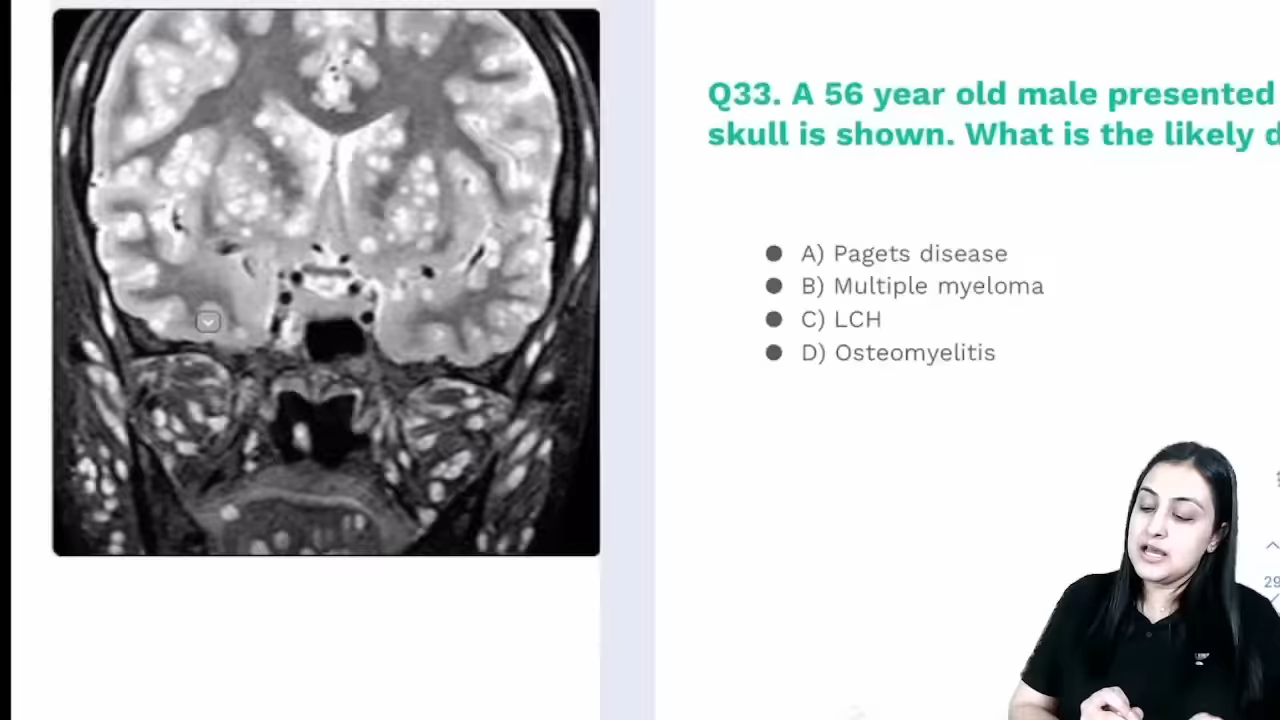 Q33. A 56 year old male presented
skull is shown. What is the likely d
A) Pagets disease
B) Multiple myeloma
C) LCH
D) Osteomyelitis
29